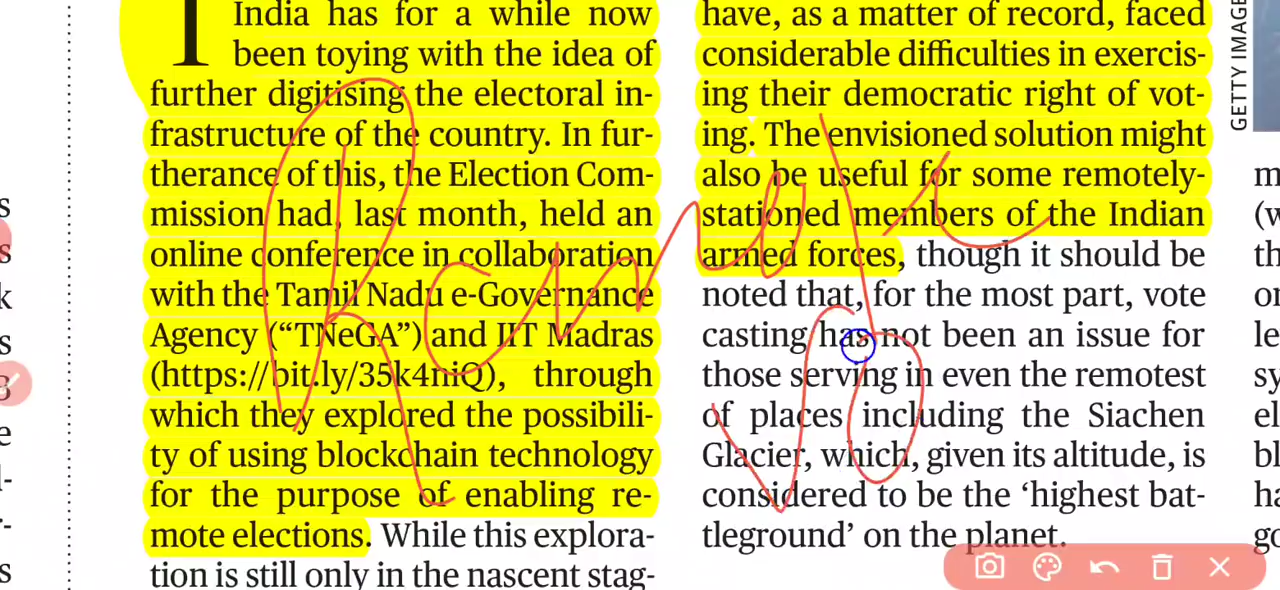 India has for a while now
been toying with the idea of
further digitising the electoral in-
frastructure of the country. In fur-
therance of this, the Election Com-
mission had, last month, held an
online conference in collaboration
with the Tamil Nadu e-Governance
Agency (“TNeGA”) and IIT Madras
(https://bit.ly/35k4niQ), through
which they explored the possibili-
ty of using blockchain technology
for the purpose of enabling re-
mote elections. While this explora-
tion is still only in the nascent stag-
have, as a matter of record, faced
considerable difficulties in exercis-
ing their democratic right of vot-
ing. The envisioned solution might
also be useful for some remotely-
stationed members of the Indian
armed forces, though it should be
noted that, for the most part, vote
casting has not been an issue for
those serving in even the remotest
of places including the Siachen
Glacier, which, given its altitude, is
considered to be the ‘highest bat-
tleground’ on the planet.
GETTY IMAGE